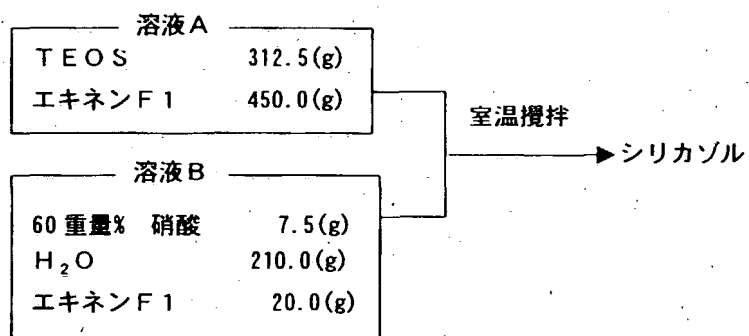 溶液A
TEOS 312.5(g)
エキネンF1 450.0(g)
室温攪拌
シリカゾル
溶液B
60重量% 硝酸 7.5(g)
H₂O 210.0(g)
エキネンF1 20.0(g)